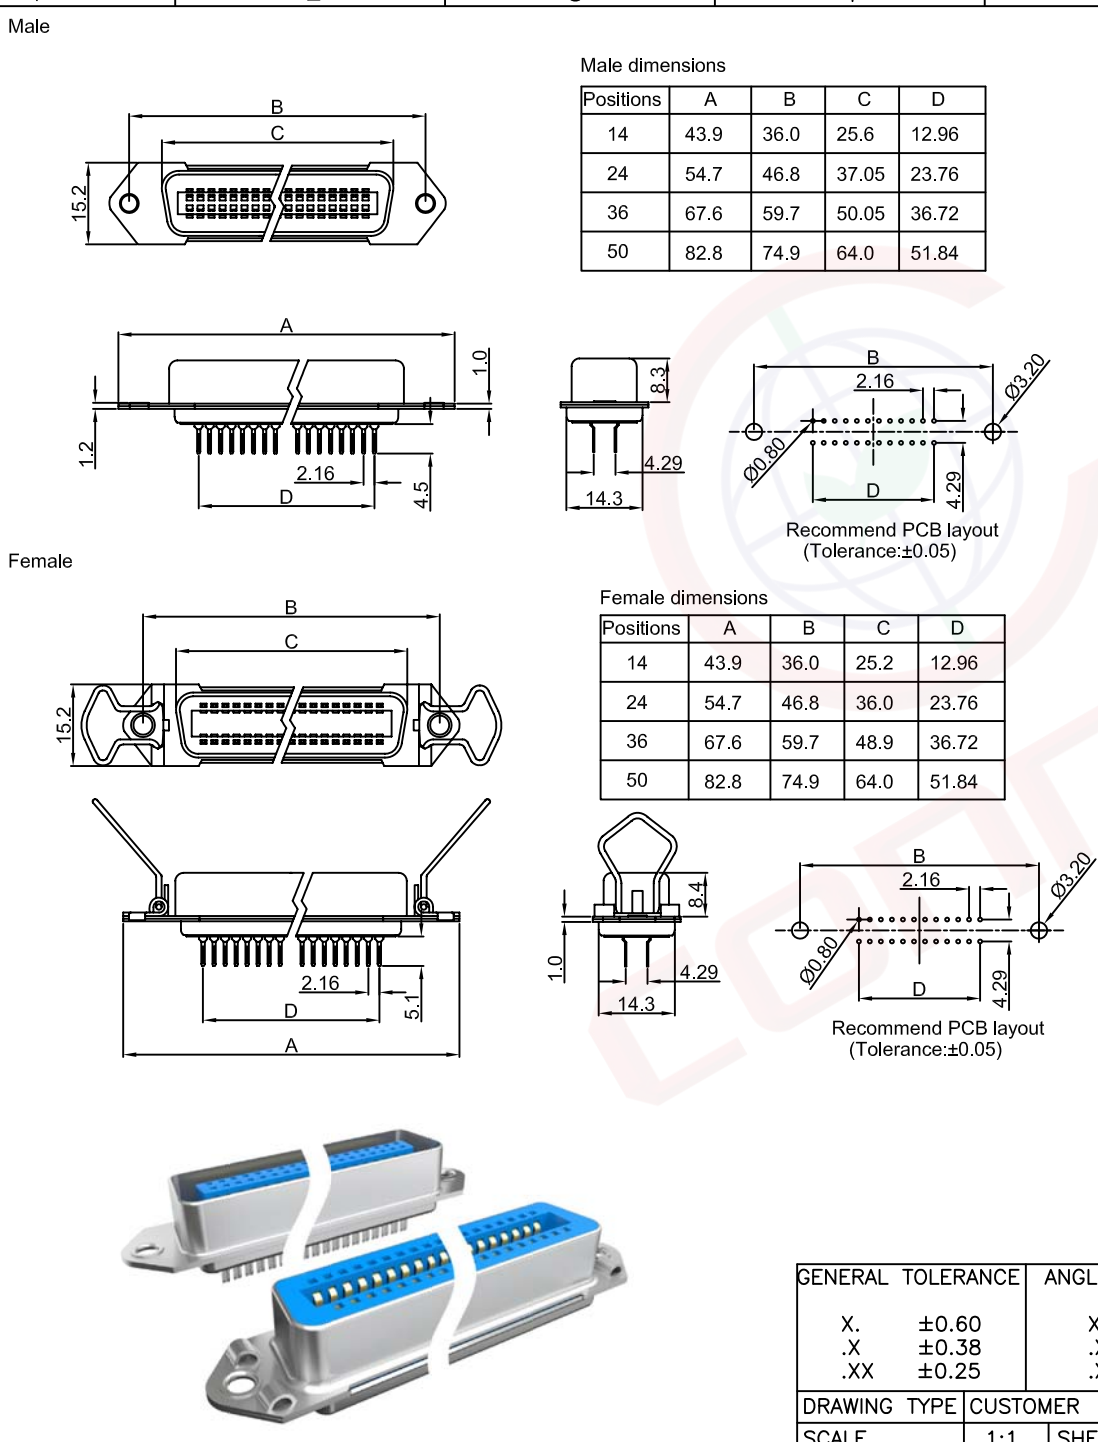 Male
Male dimensions
Positions A B C D
14 43.9 36.0 25.6 12.96
24 54.7 46.8 37.05 23.76
36 67.6 59.7 50.05 36.72
50 82.8 74.9 64.0 51.84
B
C
15.2
A
1.0
1.2
2.16
D
4.5
8.3
4.29
14.3
B
2.16
Ø3.20
Ø0.80
D
4.29
Recommend PCB layout
(Tolerance:±0.05)
Female
Female dimensions
Positions A B C D
14 43.9 36.0 25.2 12.96
24 54.7 46.8 36.0 23.76
36 67.6 59.7 48.9 36.72
50 82.8 74.9 64.0 51.84
B
C
15.2
2.16
D
A
5.1
8.4
1.0
4.29
14.3
B
2.16
Ø3.20
Ø0.80
D
4.29
Recommend PCB layout
(Tolerance:±0.05)
GENERAL TOLERANCE ANGL
X. ±0.60 X
.X ±0.38
.XX ±0.25
DRAWING TYPE CUSTOMER
SCALE 1:1 SHE